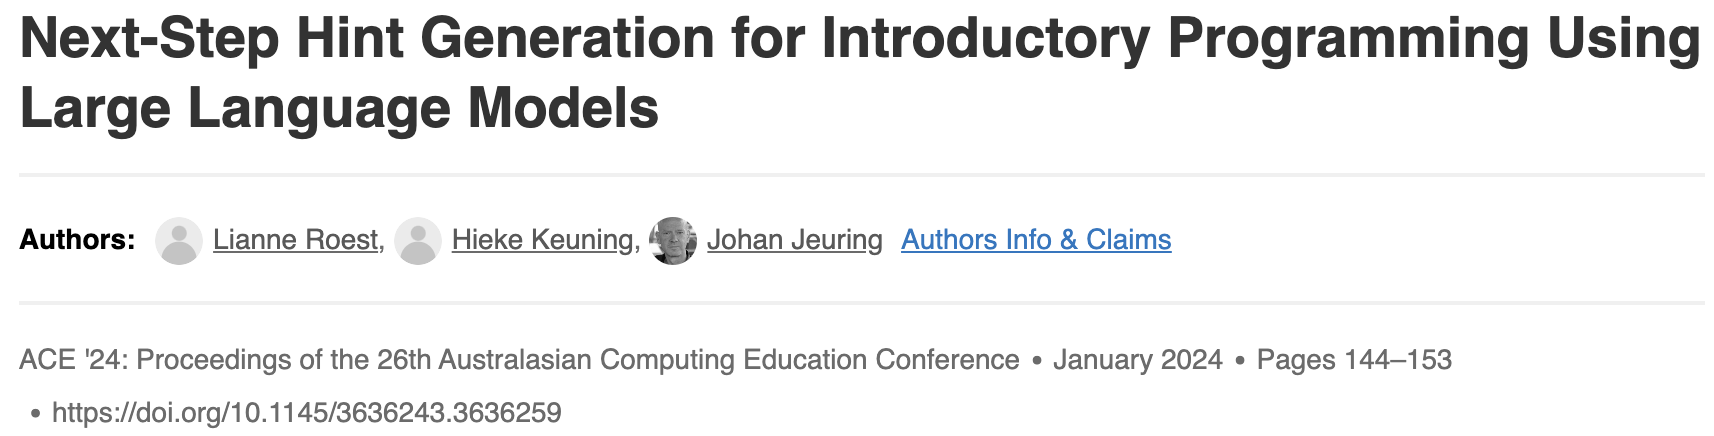 Next-Step Hint Generation for Introductory Programming Using
Large Language Models
Authors: Lianne Roest, Hieke Keuning, Johan Jeuring Authors Info & Claims
ACE '24: Proceedings of the 26th Australasian Computing Education Conference • January 2024 • Pages 144–153
• https://doi.org/10.1145/3636243.3636259